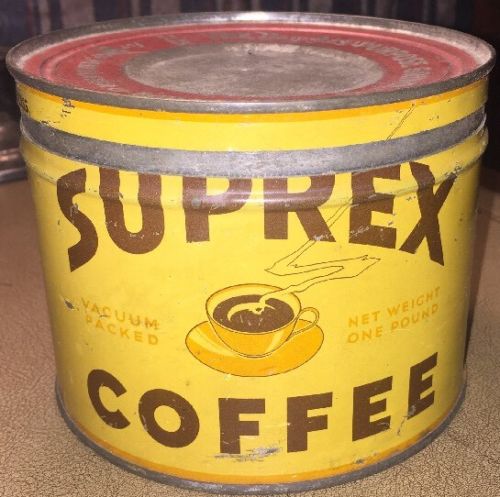 SUPREX
VACUUM
PACKED
NET WEIGHT
ONE POUND
COFFEE